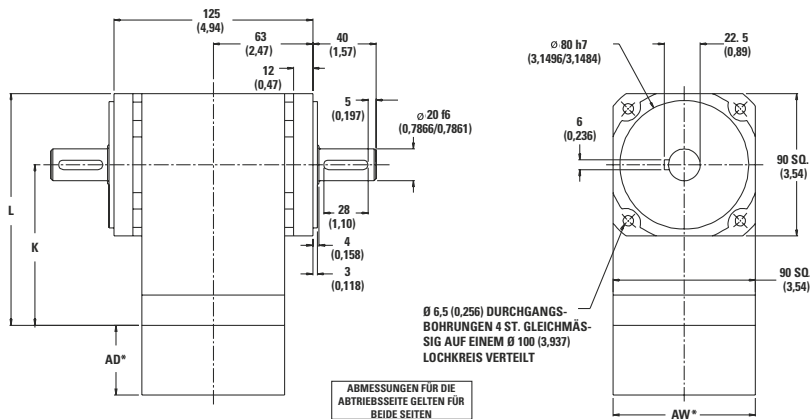 125
(4,94)
63
(2,47)
40
(1,57)
12
(0,47)
5
(0,197)
Ø 20 f6
(0,7866/0,7861)
28
(1,10)
4
(0,158)
3
(0,118)
L
K
AD*
ABMESSUNGEN FÜR DIE
ABTRIEBSSEITE GELTEN FÜR
BEIDE SEITEN
Ø 80 h7
(3,1496/3,1484)
22. 5
(0,89)
6
(0,236)
90 SQ.
(3,54)
90 SQ.
(3,54)
Ø 6,5 (0,256) DURCHGANGS-
BOHRUNGEN 4 ST. GLEICHMÄS-
SIG AUF EINEM Ø 100 (3,937)
LOCHKREIS VERTEILT
AW*